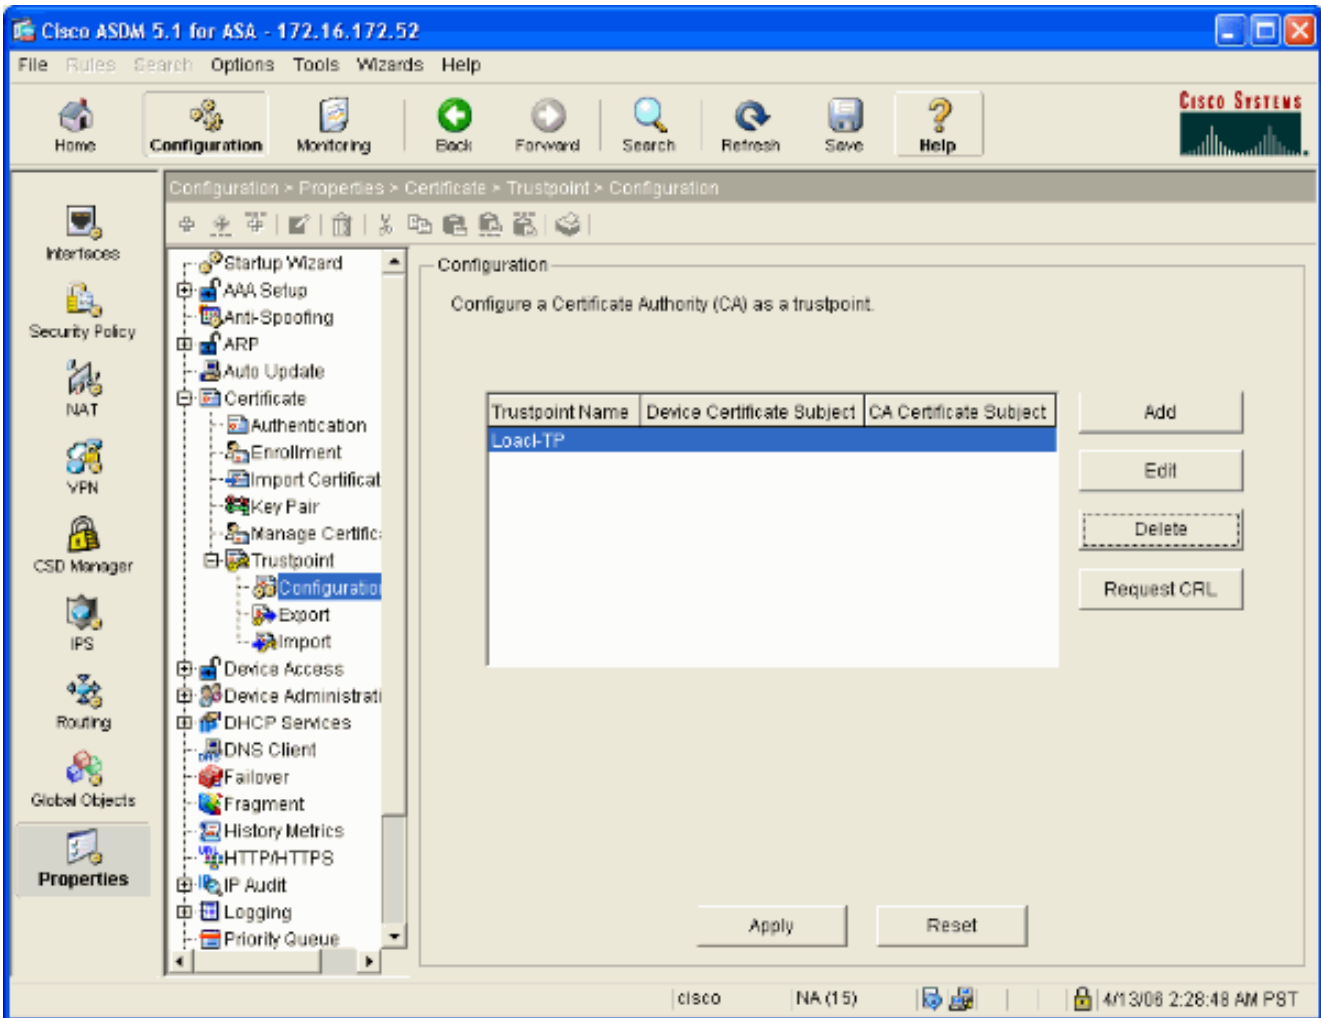 Cisco ASDM 5.1 for ASA - 172.16.172.52
File Rules Search Options Tools Wizards Help
Home Configuration Monitoring Back Forward Search Refresh Save Help
CISCO SYSTEMS
Configuration > Properties > Certificate > Trustpoint > Configuration
Interfaces
Security Policy
NAT
VPN
CSD Manager
IPS
Routing
Global Objects
Properties
Startup Wizard
AAA Setup
Anti-Spoofing
ARP
Auto Update
Certificate
Authentication
Enrollment
Import Certificat
Key Pair
Manage Certific
Trustpoint
Configuration
Export
Import
Device Access
Device Administrati
DHCP Services
DNS Client
Failover
Fragment
History Metrics
HTTP/HTTPS
IP Audit
Logging
Priority Queue
Configuration
Configure a Certificate Authority (CA) as a trustpoint.
Trustpoint Name Device Certificate Subject CA Certificate Subject
Loacl-TP
Add
Edit
Delete
Request CRL
Apply Reset
cisco NA (15) 4/13/06 2:28:48 AM PST